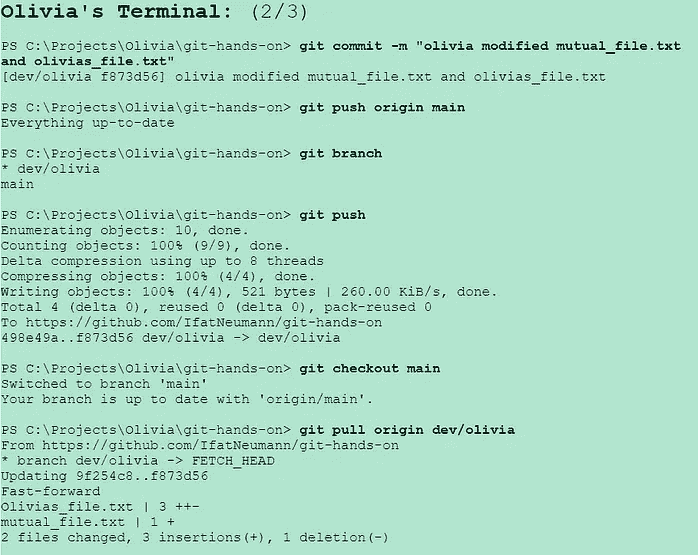 Olivia's Terminal: (2/3)
PS C:\Projects\Olivia\git-hands-on> git commit -m "olivia modified mutual_file.txt
and olivias_file.txt"
[dev/olivia f873d56] olivia modified mutual_file.txt and olivias_file.txt
PS C:\Projects\Olivia\git-hands-on> git push origin main
Everything up-to-date
PS C:\Projects\Olivia\git-hands-on> git branch
* dev/olivia
main
PS C:\Projects\Olivia\git-hands-on> git push
Enumerating objects: 10, done.
Counting objects: 100% (9/9), done.
Delta compression using up to 8 threads
Compressing objects: 100% (4/4), done.
Writing objects: 100% (4/4), 521 bytes | 260.00 KiB/s, done.
Total 4 (delta 0), reused 0 (delta 0), pack-reused 0
To https://github.com/IfatNeumann/git-hands-on
498e49a..f873d56 dev/olivia -> dev/olivia
PS C:\Projects\Olivia\git-hands-on> git checkout main
Switched to branch 'main'
Your branch is up to date with 'origin/main'.
PS C:\Projects\Olivia\git-hands-on> git pull origin dev/olivia
From https://github.com/IfatNeumann/git-hands-on
* branch dev/olivia -> FETCH_HEAD
Updating 9f254c8..f873d56
Fast-forward
Olivias_file.txt | 3 ++-
mutual_file.txt | 1 +
2 files changed, 3 insertions(+), 1 deletion(-)